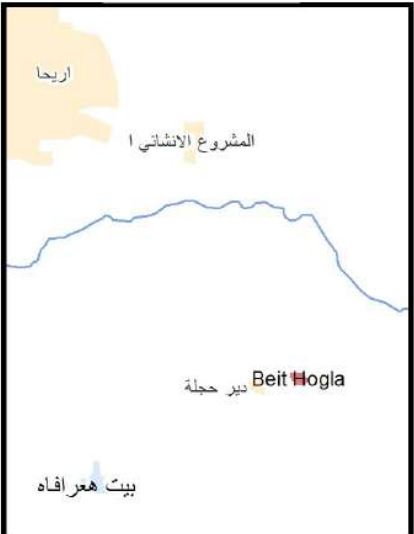 اريحا
المشروع الانشائي ا
Beit Hogla
دير حجلة
بيت هعرافاه